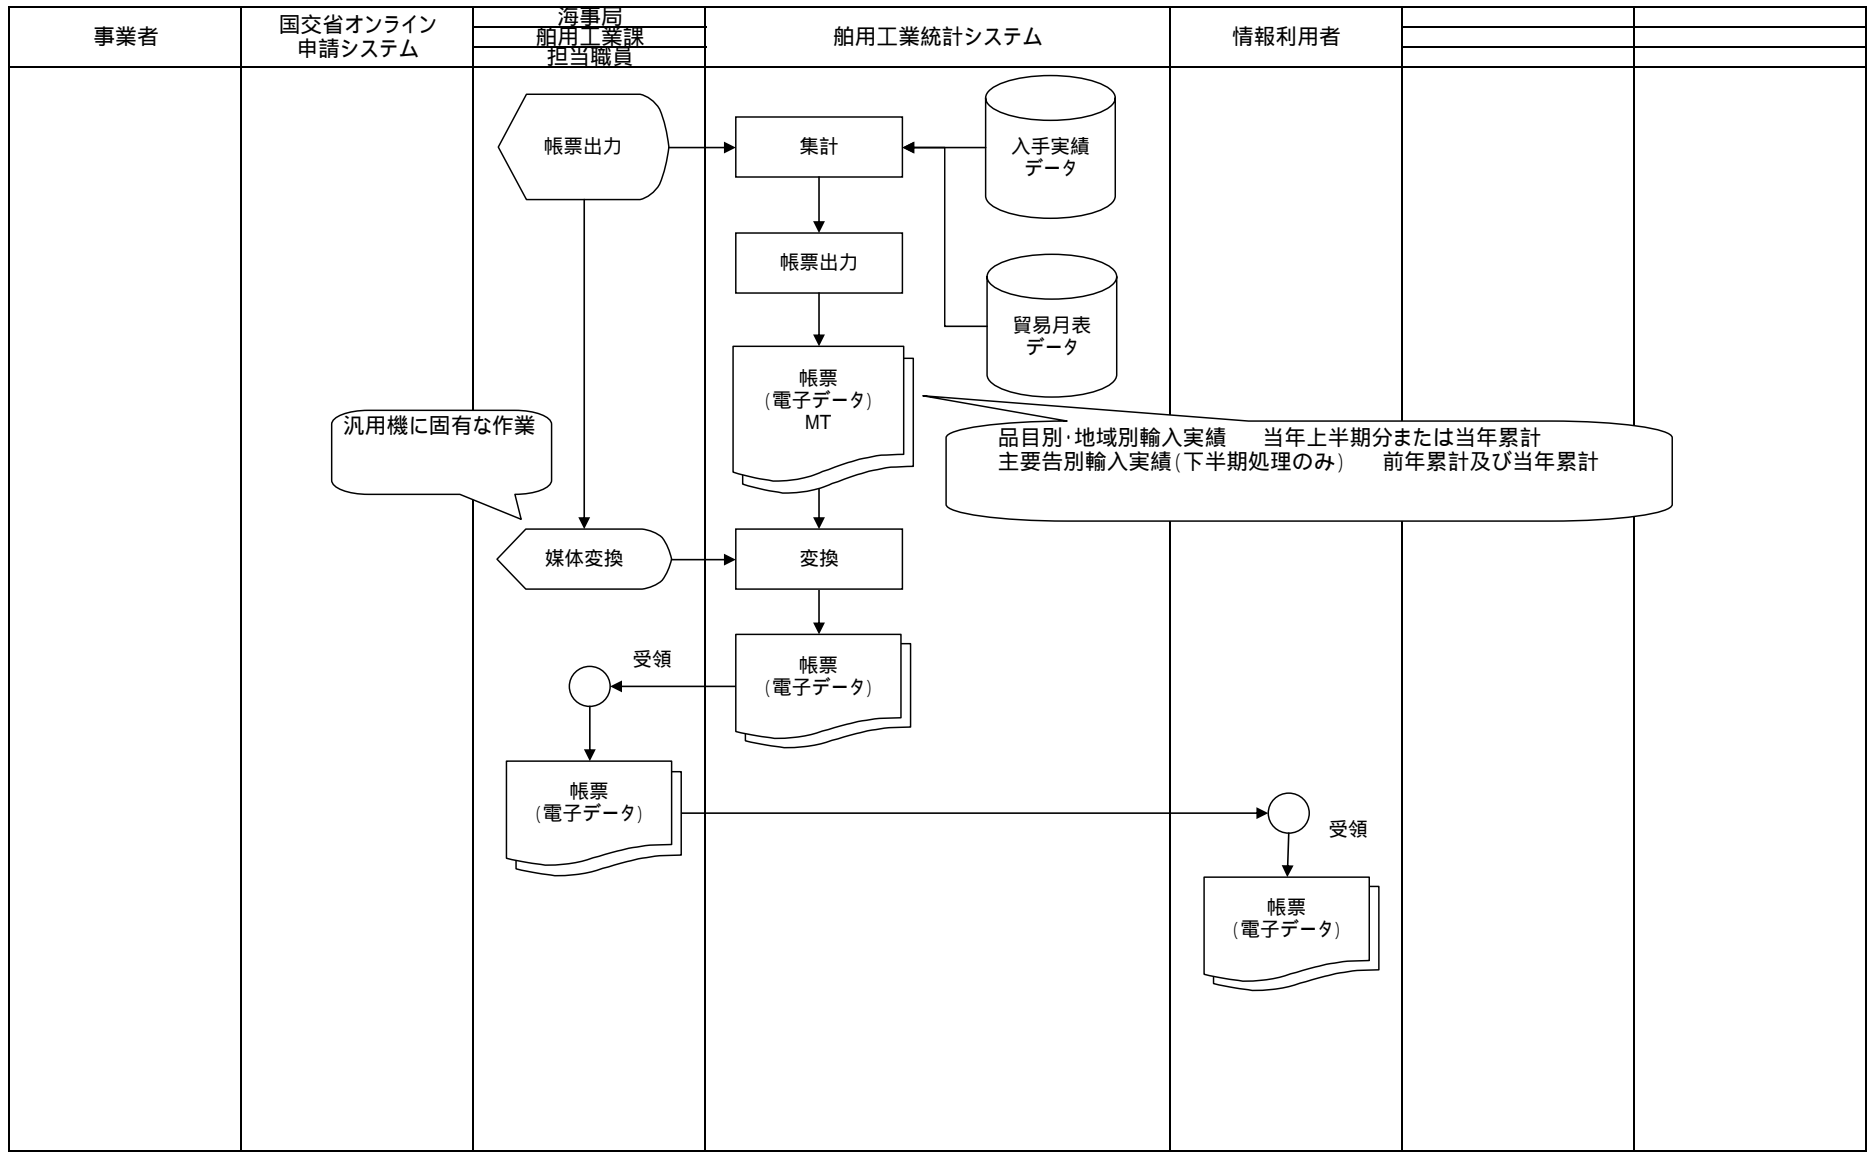 事業者
国交省オンライン
申請システム
海事局
舶用工業課
担当職員
舶用工業統計システム
情報利用者
帳票出力
集計
入手実績
データ
帳票出力
貿易月表
データ
帳票
(電子データ)
MT
汎用機に固有な作業
品目別・地域別輸入実績　　当年上半期分または当年累計
主要告別輸入実績(下半期処理のみ)　　前年累計及び当年累計
媒体変換
変換
受領
帳票
(電子データ)
帳票
(電子データ)
受領
帳票
(電子データ)